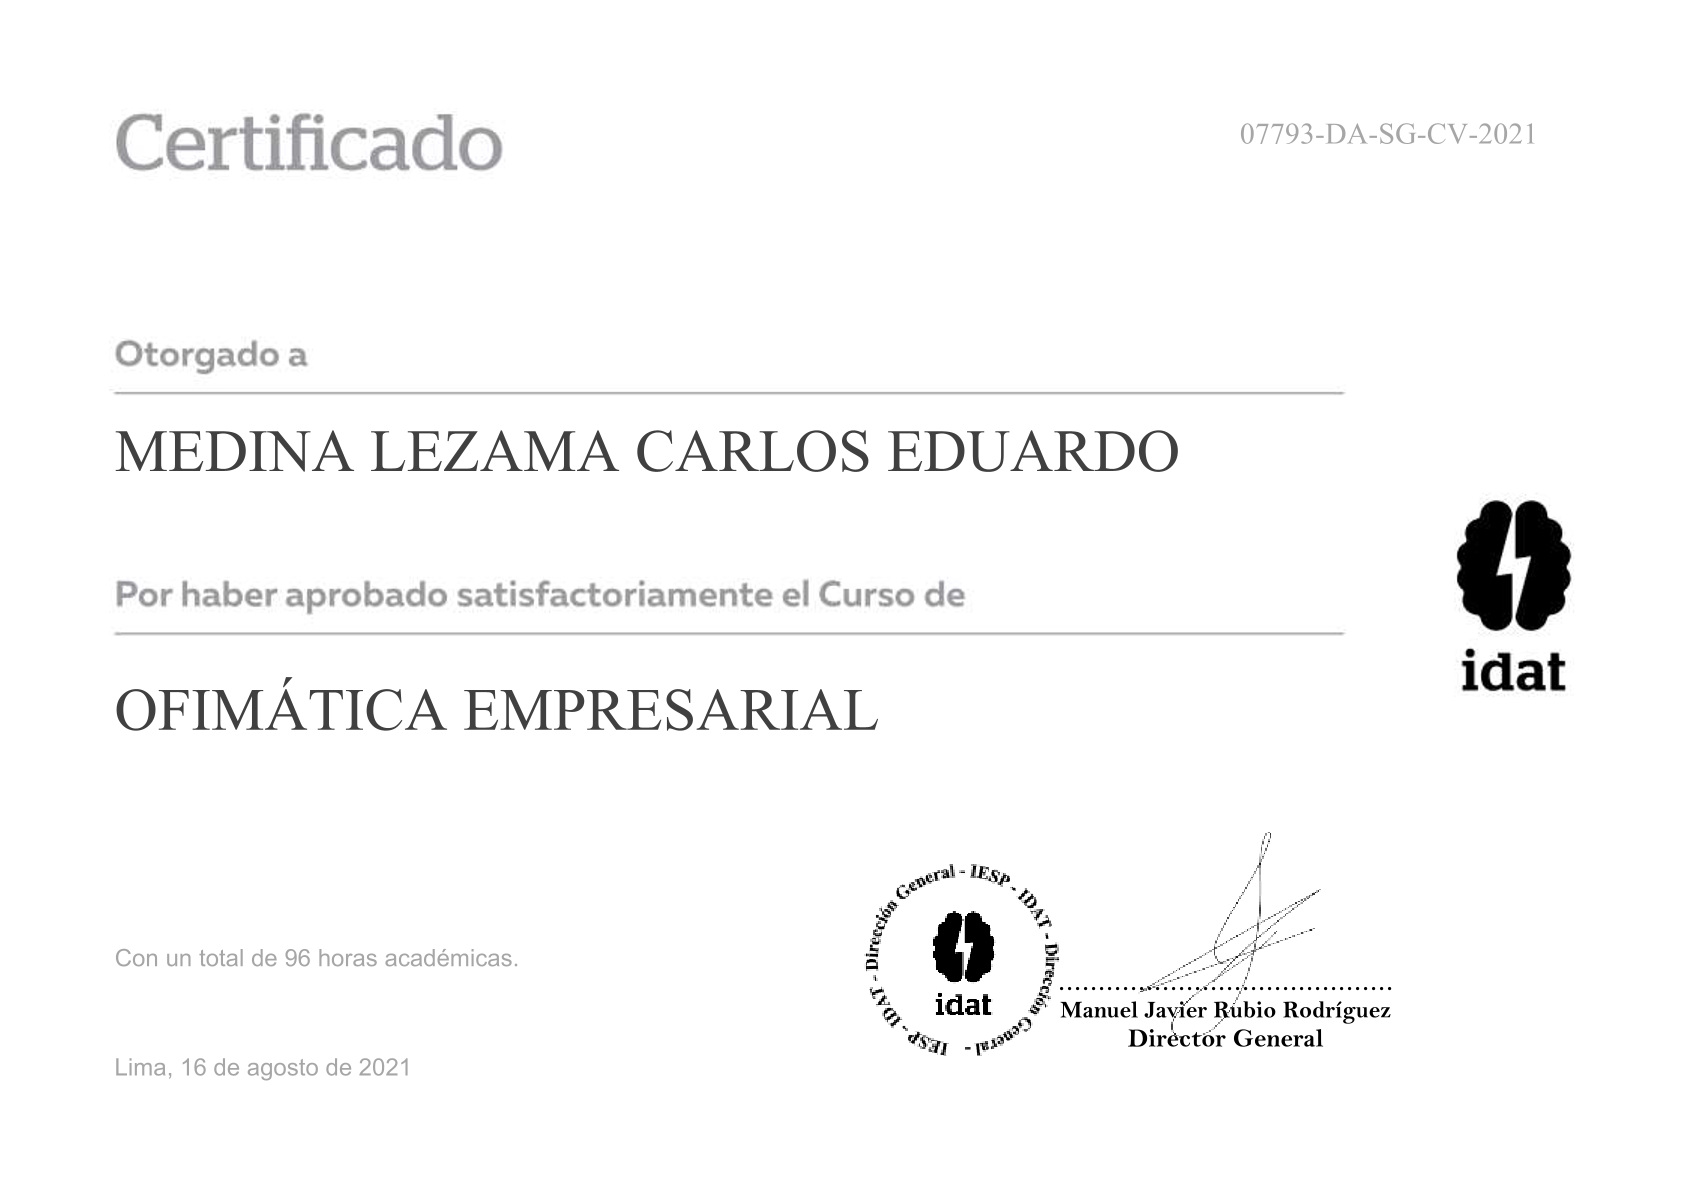 Certificado
07793-DA-SG-CV-2021
Otorgado a
MEDINA LEZAMA CARLOS EDUARDO
Por haber aprobado satisfactoriamente el Curso de
idat
OFIMÁTICA EMPRESARIAL
IESP - IDAT - Dirección General - IESP - IDAT - Dirección General -
idat
Con un total de 96 horas académicas.
Manuel Javier Rubio Rodríguez
Director General
Lima, 16 de agosto de 2021